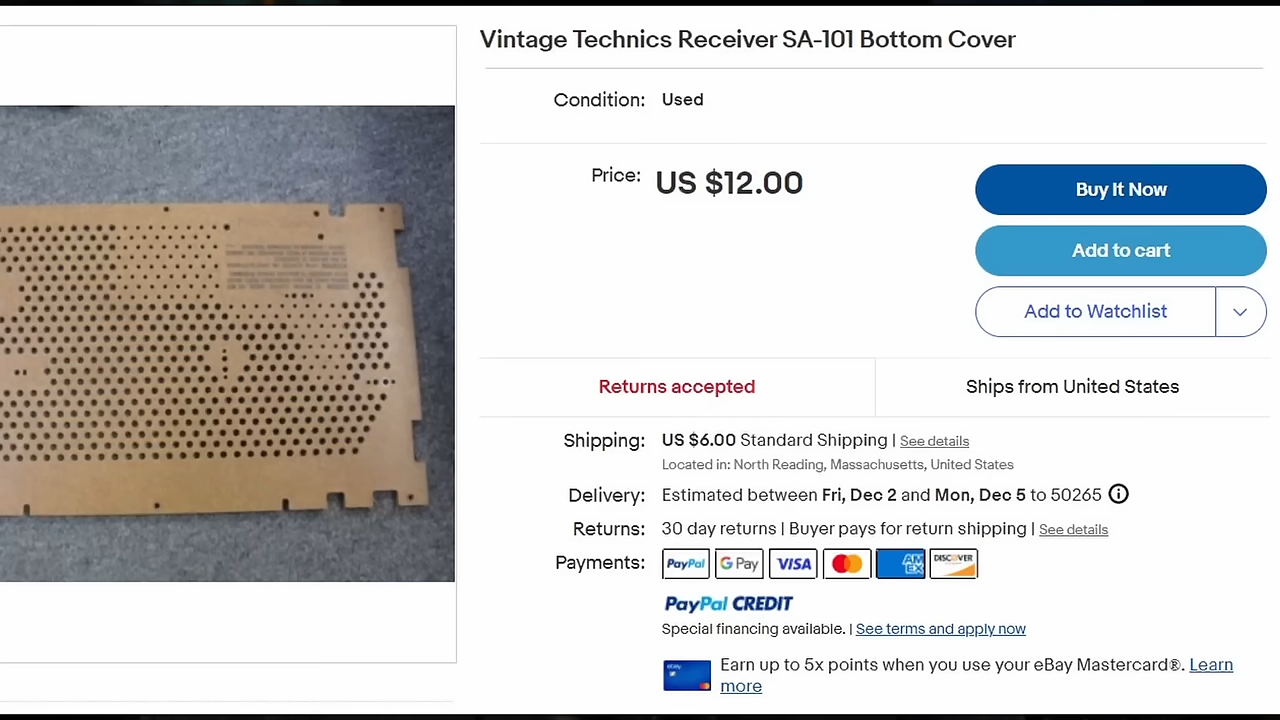 Vintage Technics Receiver SA-101 Bottom Cover
Condition: Used
Price: US $12.00
Buy It Now
Add to cart
Add to Watchlist
Returns accepted
Ships from United States
Shipping: US $6.00 Standard Shipping | See details
Located in: North Reading, Massachusetts, United States
Delivery: Estimated between Fri, Dec 2 and Mon, Dec 5 to 50265
Returns: 30 day returns | Buyer pays for return shipping | See details
Payments: PayPal G Pay VISA AM EX DISCOVER
PayPal CREDIT
Special financing available. | See terms and apply now
Earn up to 5x points when you use your eBay Mastercard®. Learn
more